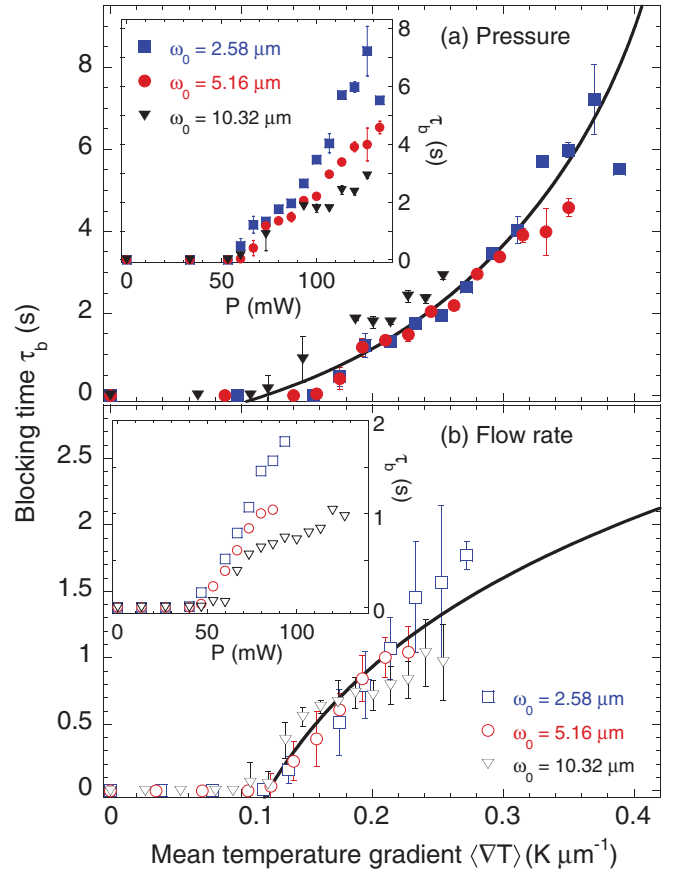 (a) Pressure
ω0 = 2.58 μm
ω0 = 5.16 μm
ω0 = 10.32 μm
8
6
4
2
0
τb (s)
0
50
100
P (mW)
8
6
4
2
0
Blocking time τb (s)
(b) Flow rate
2
1
0
τb (s)
0
50
100
P (mW)
ω0 = 2.58 μm
ω0 = 5.16 μm
ω0 = 10.32 μm
2.5
2
1.5
1
0.5
0
0
0.1
0.2
0.3
0.4
Mean temperature gradient ⟨∇T⟩(K μm⁻¹)